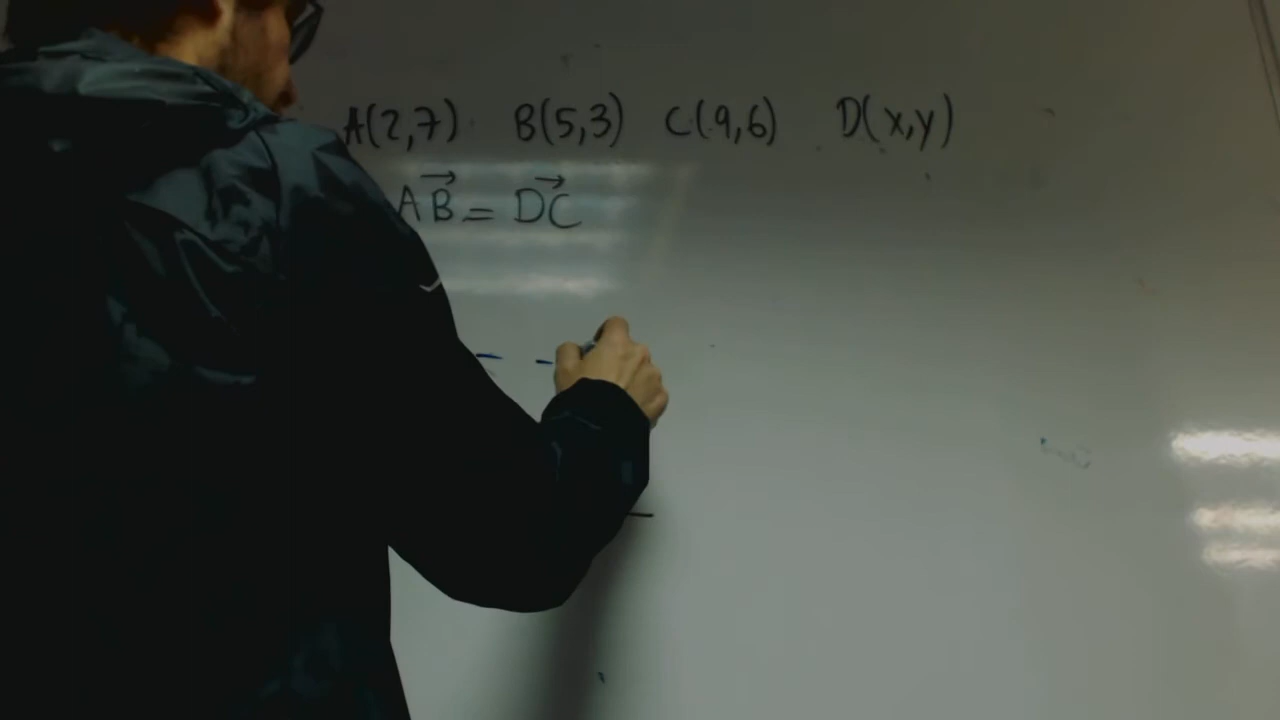 A(2,7) B(5,3) C(9,6) D(x,y)
AB⃗ = DC⃗